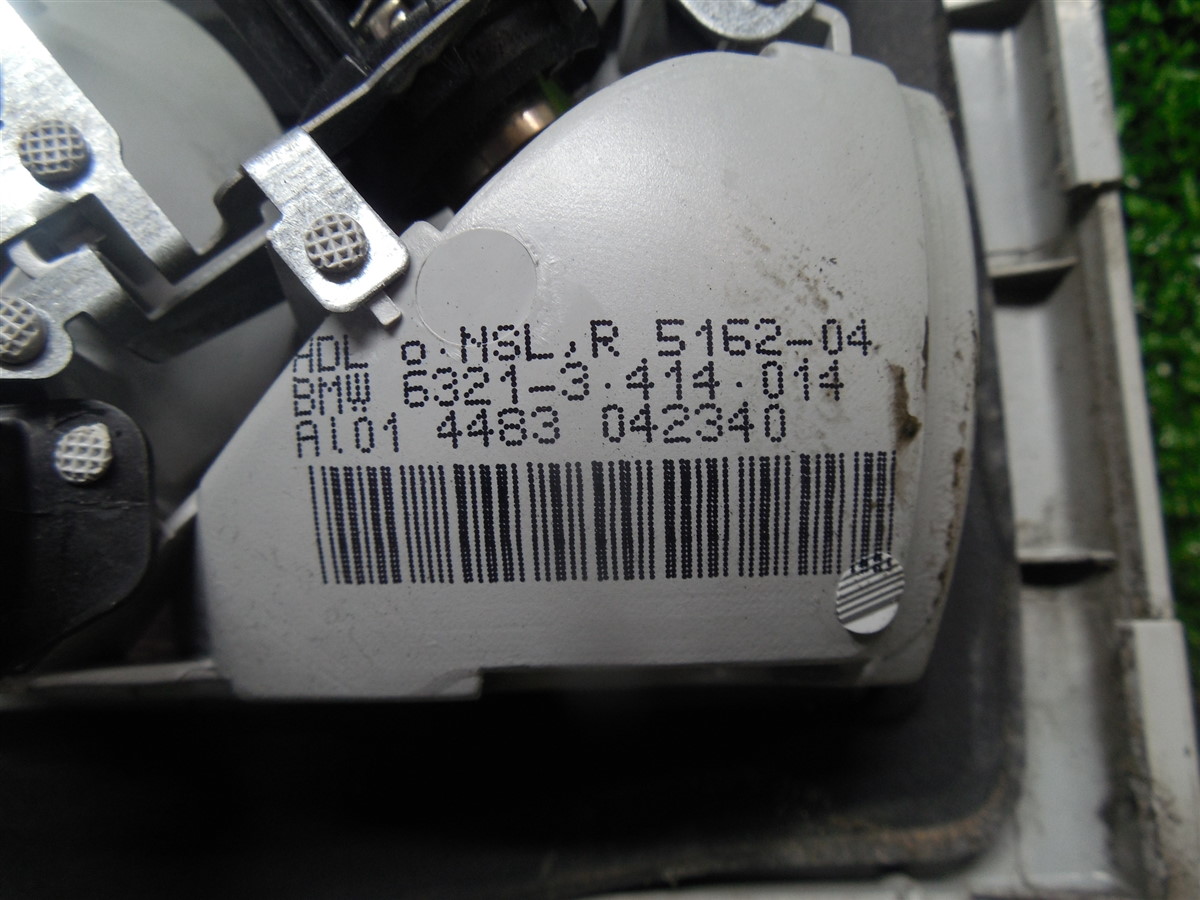 ADL o.NSL,R 5162-04
BMW 6321-3.414.014
AL01 4483 042340